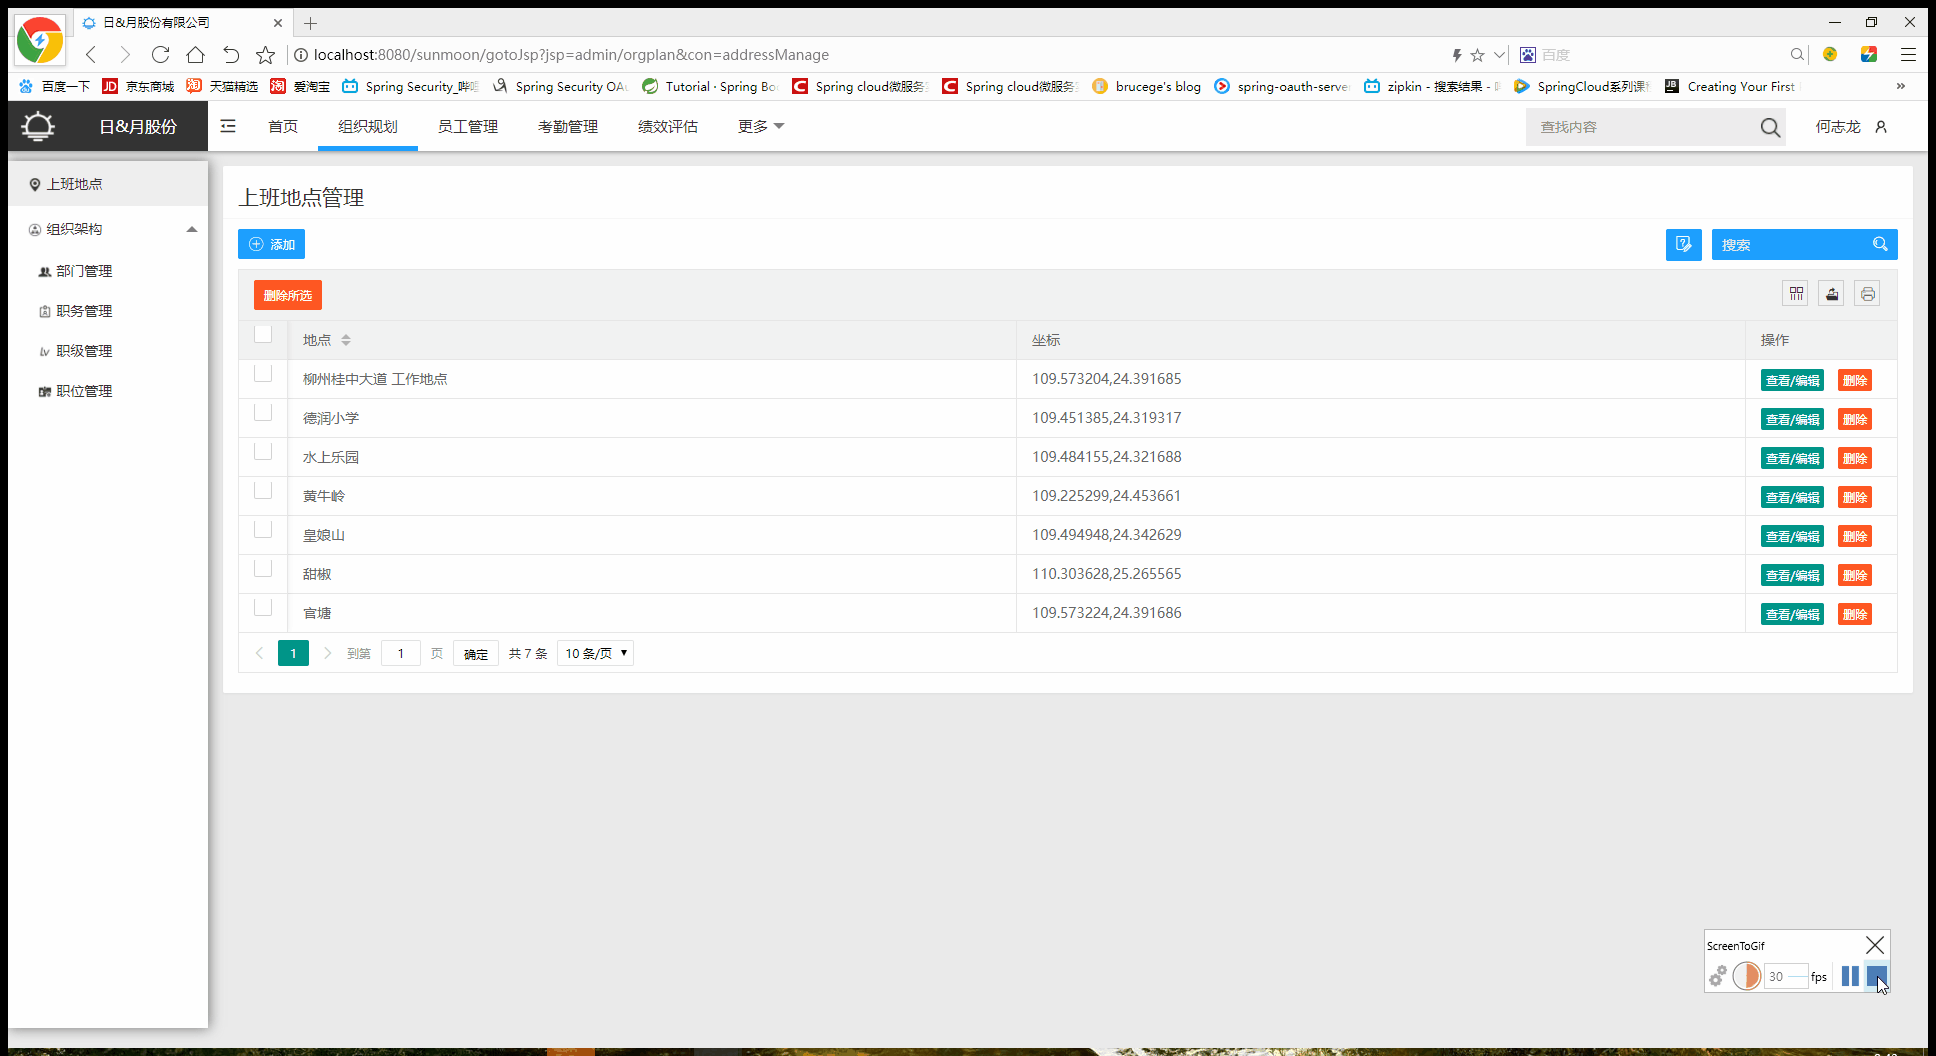 日&月股份有限公司
localhost:8080/sunmoon/gotoJsp?jsp=admin/orgplan&con=addressManage
百度
百度一下 京东商城 天猫精选 爱淘宝 Spring Security_哔哩 Spring Security OAu Tutorial · Spring Bo Spring cloud微服务 Spring cloud微服务 brucege's blog spring-oauth-server zipkin - 搜索结果 - SpringCloud系列课 Creating Your First
日&月股份 首页 组织规划 员工管理 考勤管理 绩效评估 更多 查找内容 何志龙
上班地点
组织架构
部门管理
职务管理
lv 职级管理
职位管理
上班地点管理
添加 搜索
删除所选
地点 坐标 操作
柳州桂中大道 工作地点 109.573204,24.391685 查看/编辑 删除
德润小学 109.451385,24.319317 查看/编辑 删除
水上乐园 109.484155,24.321688 查看/编辑 删除
黄牛岭 109.225299,24.453661 查看/编辑 删除
皇娘山 109.494948,24.342629 查看/编辑 删除
甜椒 110.303628,25.265565 查看/编辑 删除
官塘 109.573224,24.391686 查看/编辑 删除
1 到第 1 页 确定 共 7 条 10 条/页
ScreenToGif
30 fps